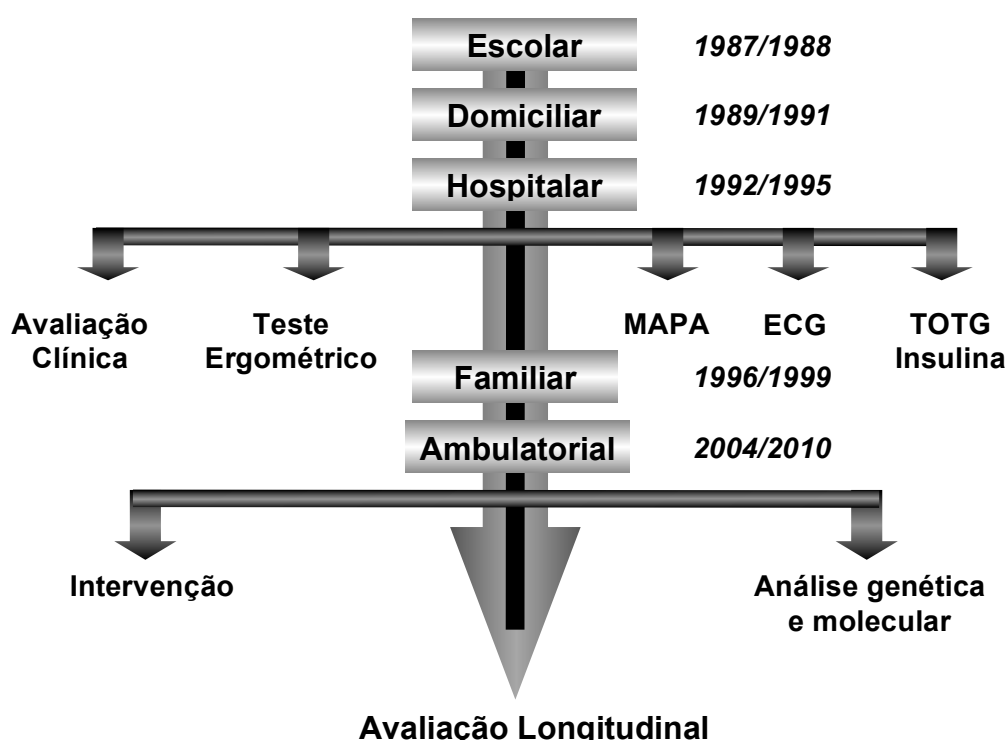 Escolar 1987/1988
Domiciliar 1989/1991
Hospitalar 1992/1995
Avaliação
Clínica
Teste
Ergométrico
MAPA
ECG
TOTG
Insulina
Familiar 1996/1999
Ambulatorial 2004/2010
Intervenção
Análise genética
e molecular
Avaliação Longitudinal